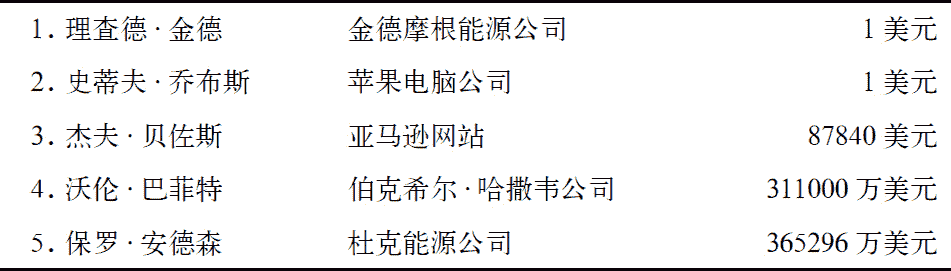 1. 理查德·金德 金德摩根能源公司 1 美元
2. 史蒂夫·乔布斯 苹果电脑公司 1 美元
3. 杰夫·贝佐斯 亚马逊网站 87840 美元
4. 沃伦·巴菲特 伯克希尔·哈撒韦公司 311000 万美元
5. 保罗·安德森 杜克能源公司 365296 万美元